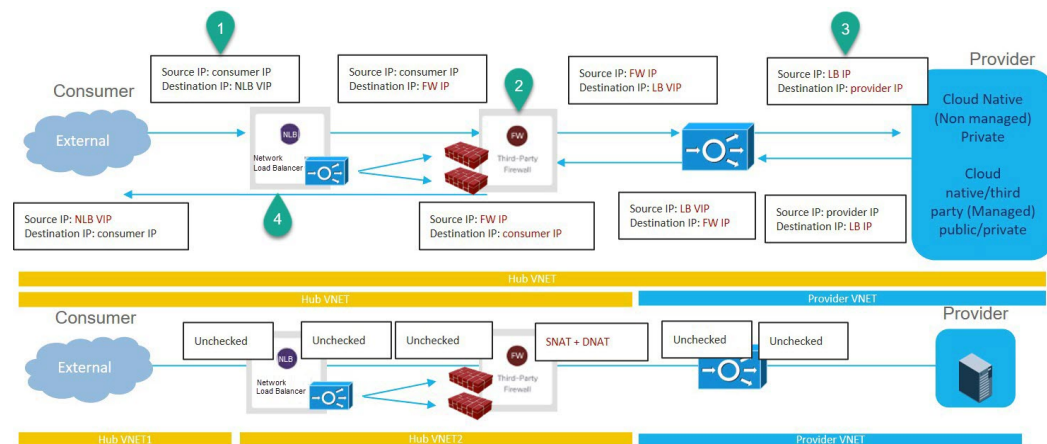 1
3
Source IP: consumer IP
Destination IP: NLB VIP
Source IP: consumer IP
Destination IP: FW IP
2
Source IP: FW IP
Destination IP: LB VIP
Source IP: LB IP
Destination IP: provider IP
Consumer
Provider
External
NLB
Network
Load Balancer
FW
Third-Party
Firewall
Cloud Native
(Non managed)
Private
Cloud
native/third
party (Managed)
public/private
4
Source IP: NLB VIP
Destination IP: consumer IP
Source IP: FW IP
Destination IP: consumer IP
Source IP: LB VIP
Destination IP: FW IP
Source IP: provider IP
Destination IP: LB IP
Hub VNET
Hub VNET
Provider VNET
Consumer
Provider
Unchecked
Unchecked
Unchecked
SNAT + DNAT
Unchecked
Unchecked
External
NLB
Network
Load Balancer
FW
Third-Party
Firewall
Hub VNET1
Hub VNET2
Provider VNET